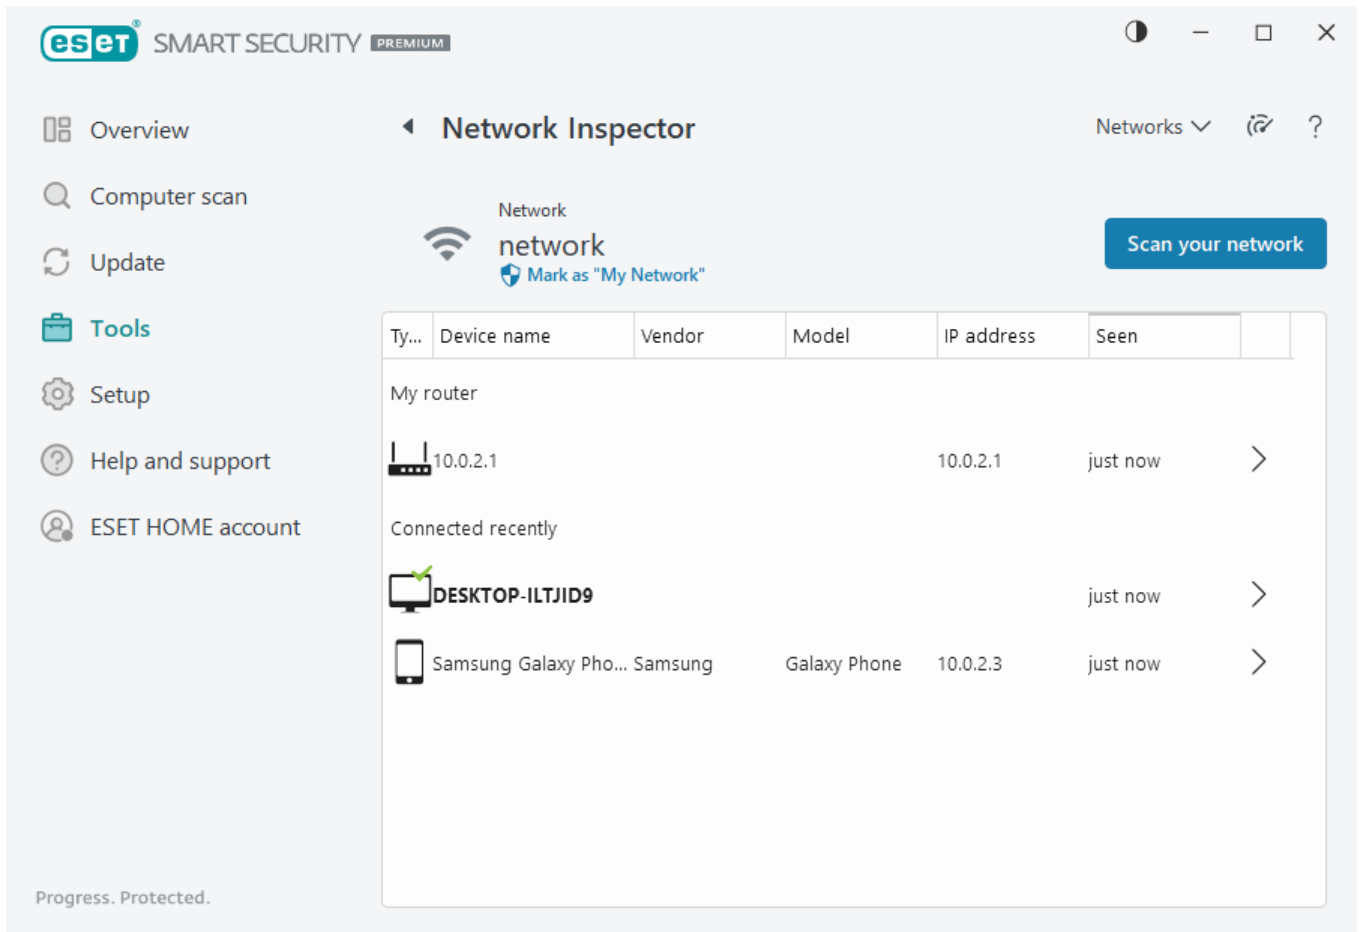 eset® SMART SECURITY PREMIUM
Overview
Computer scan
Update
Tools
Setup
Help and support
ESET HOME account
Progress. Protected.
Network Inspector
Networks
?
Network
network
Mark as "My Network"
Scan your network
Ty... Device name Vendor Model IP address Seen
My router
10.0.2.1 10.0.2.1 just now
Connected recently
DESKTOP-ILTJID9 just now
Samsung Galaxy Pho... Samsung Galaxy Phone 10.0.2.3 just now